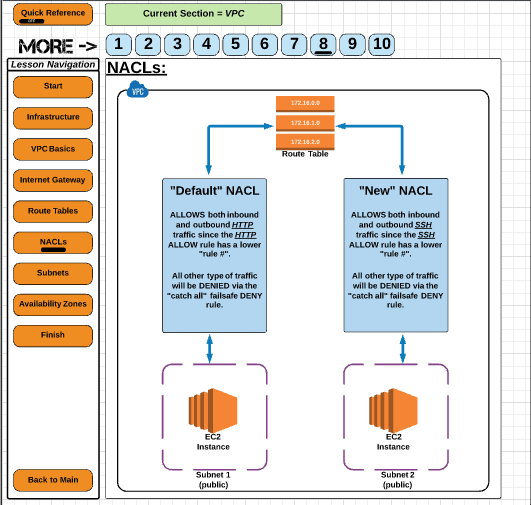 Quick Reference
OFF
Current Section = VPC
MORE -> 1 2 3 4 5 6 7 8 9 10
Lesson Navigation
Start
Infrastructure
VPC Basics
Internet Gateway
Route Tables
NACLs
Subnets
Availability Zones
Finish
Back to Main
NACLs:
VPC
172.16.0.0
172.16.1.0
172.16.2.0
Route Table
"Default" NACL
ALLOWS both inbound
and outbound HTTP
traffic since the HTTP
ALLOW rule has a lower
"rule #".
All other type of traffic
will be DENIED via the
"catch all" failsafe DENY
rule.
"New" NACL
ALLOWS both inbound
and outbound SSH
traffic since the SSH
ALLOW rule has a lower
"rule #".
All other type of traffic
will be DENIED via the
"catch all" failsafe DENY
rule.
EC2
Instance
Subnet 1
(public)
EC2
Instance
Subnet 2
(public)